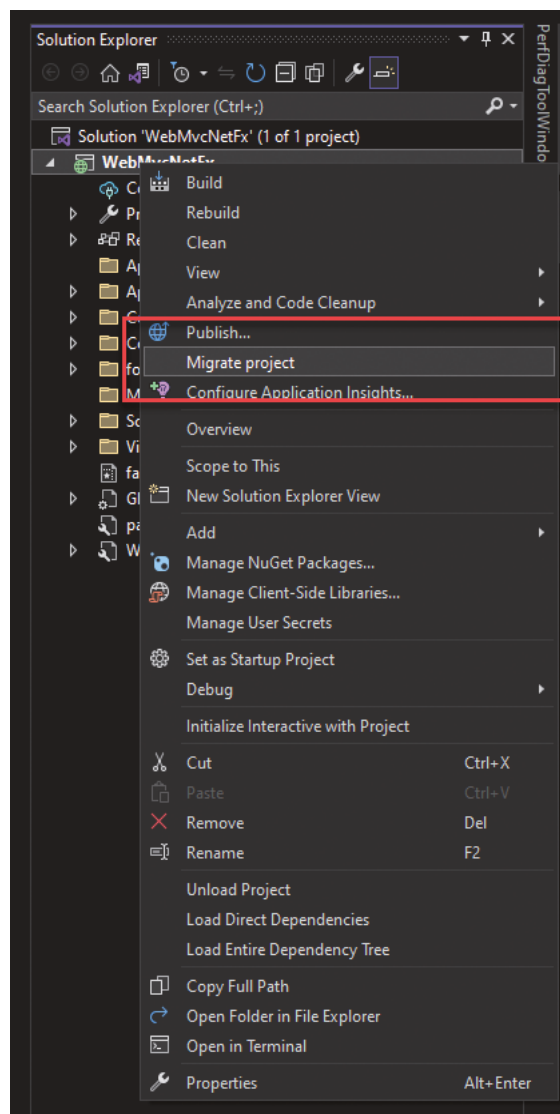 Solution Explorer
Search Solution Explorer (Ctrl+;)
Solution 'WebMvcNetFx' (1 of 1 project)
WebMvcNetFx
Build
Rebuild
Clean
View
Analyze and Code Cleanup
Publish...
Migrate project
Configure Application Insights...
Overview
Scope to This
New Solution Explorer View
Add
Manage NuGet Packages...
Manage Client-Side Libraries...
Manage User Secrets
Set as Startup Project
Debug
Initialize Interactive with Project
Cut Ctrl+X
Paste Ctrl+V
Remove Del
Rename F2
Unload Project
Load Direct Dependencies
Load Entire Dependency Tree
Copy Full Path
Open Folder in File Explorer
Open in Terminal
Properties Alt+Enter
PerfDiagToolWindo